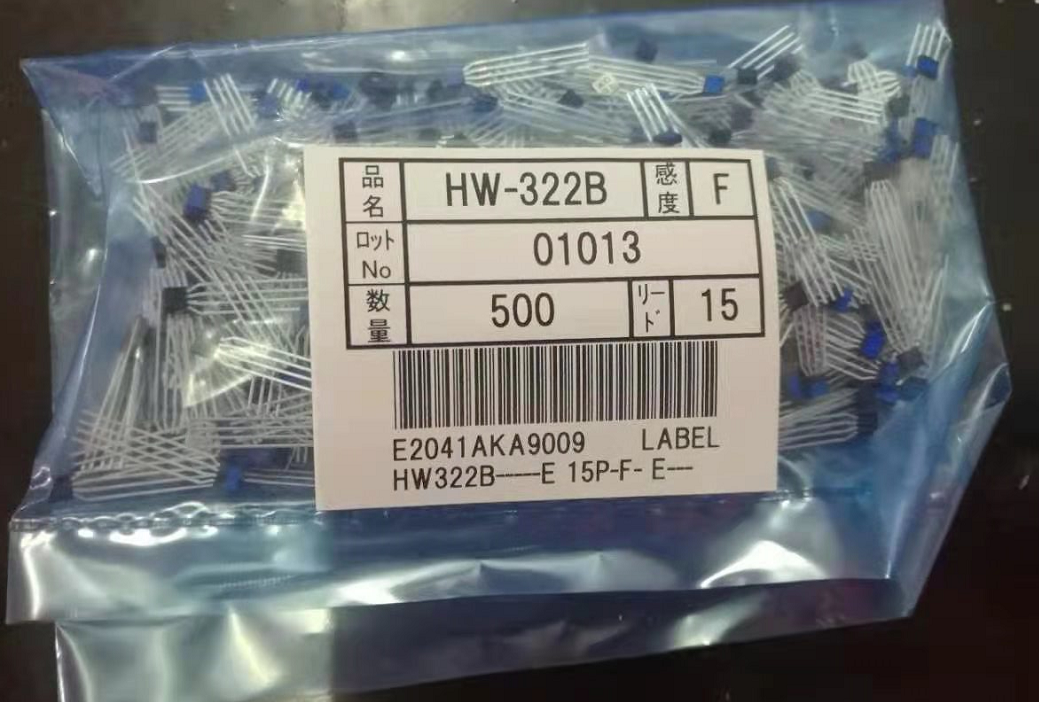 品名 HW-322B 感度 F
ロット No 01013
数量 500 リード 15
E2041AKA9009 LABEL
HW322B-----E 15P-F- E---